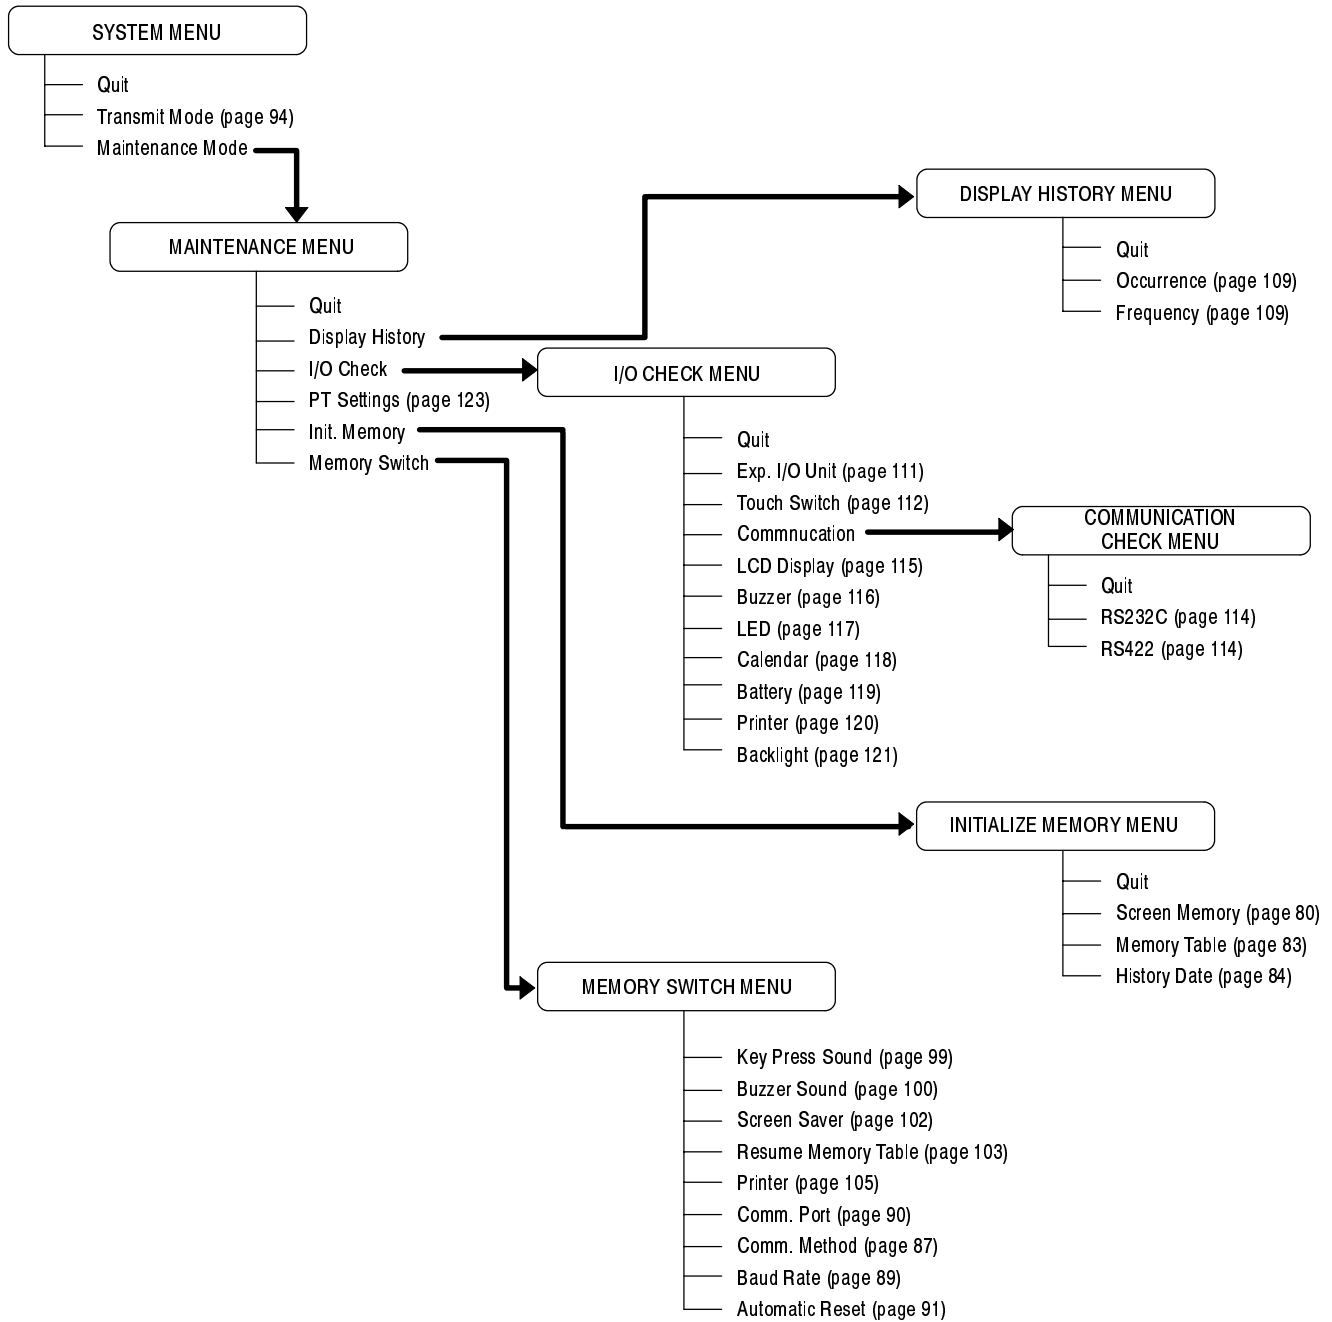 SYSTEM MENU
Quit
Transmit Mode (page 94)
Maintenance Mode
MAINTENANCE MENU
Quit
Display History
I/O Check
PT Settings (page 123)
Init. Memory
Memory Switch
DISPLAY HISTORY MENU
Quit
Occurrence (page 109)
Frequency (page 109)
I/O CHECK MENU
Quit
Exp. I/O Unit (page 111)
Touch Switch (page 112)
Commnucation
LCD Display (page 115)
Buzzer (page 116)
LED (page 117)
Calendar (page 118)
Battery (page 119)
Printer (page 120)
Backlight (page 121)
COMMUNICATION
CHECK MENU
Quit
RS232C (page 114)
RS422 (page 114)
INITIALIZE MEMORY MENU
Quit
Screen Memory (page 80)
Memory Table (page 83)
History Date (page 84)
MEMORY SWITCH MENU
Key Press Sound (page 99)
Buzzer Sound (page 100)
Screen Saver (page 102)
Resume Memory Table (page 103)
Printer (page 105)
Comm. Port (page 90)
Comm. Method (page 87)
Baud Rate (page 89)
Automatic Reset (page 91)